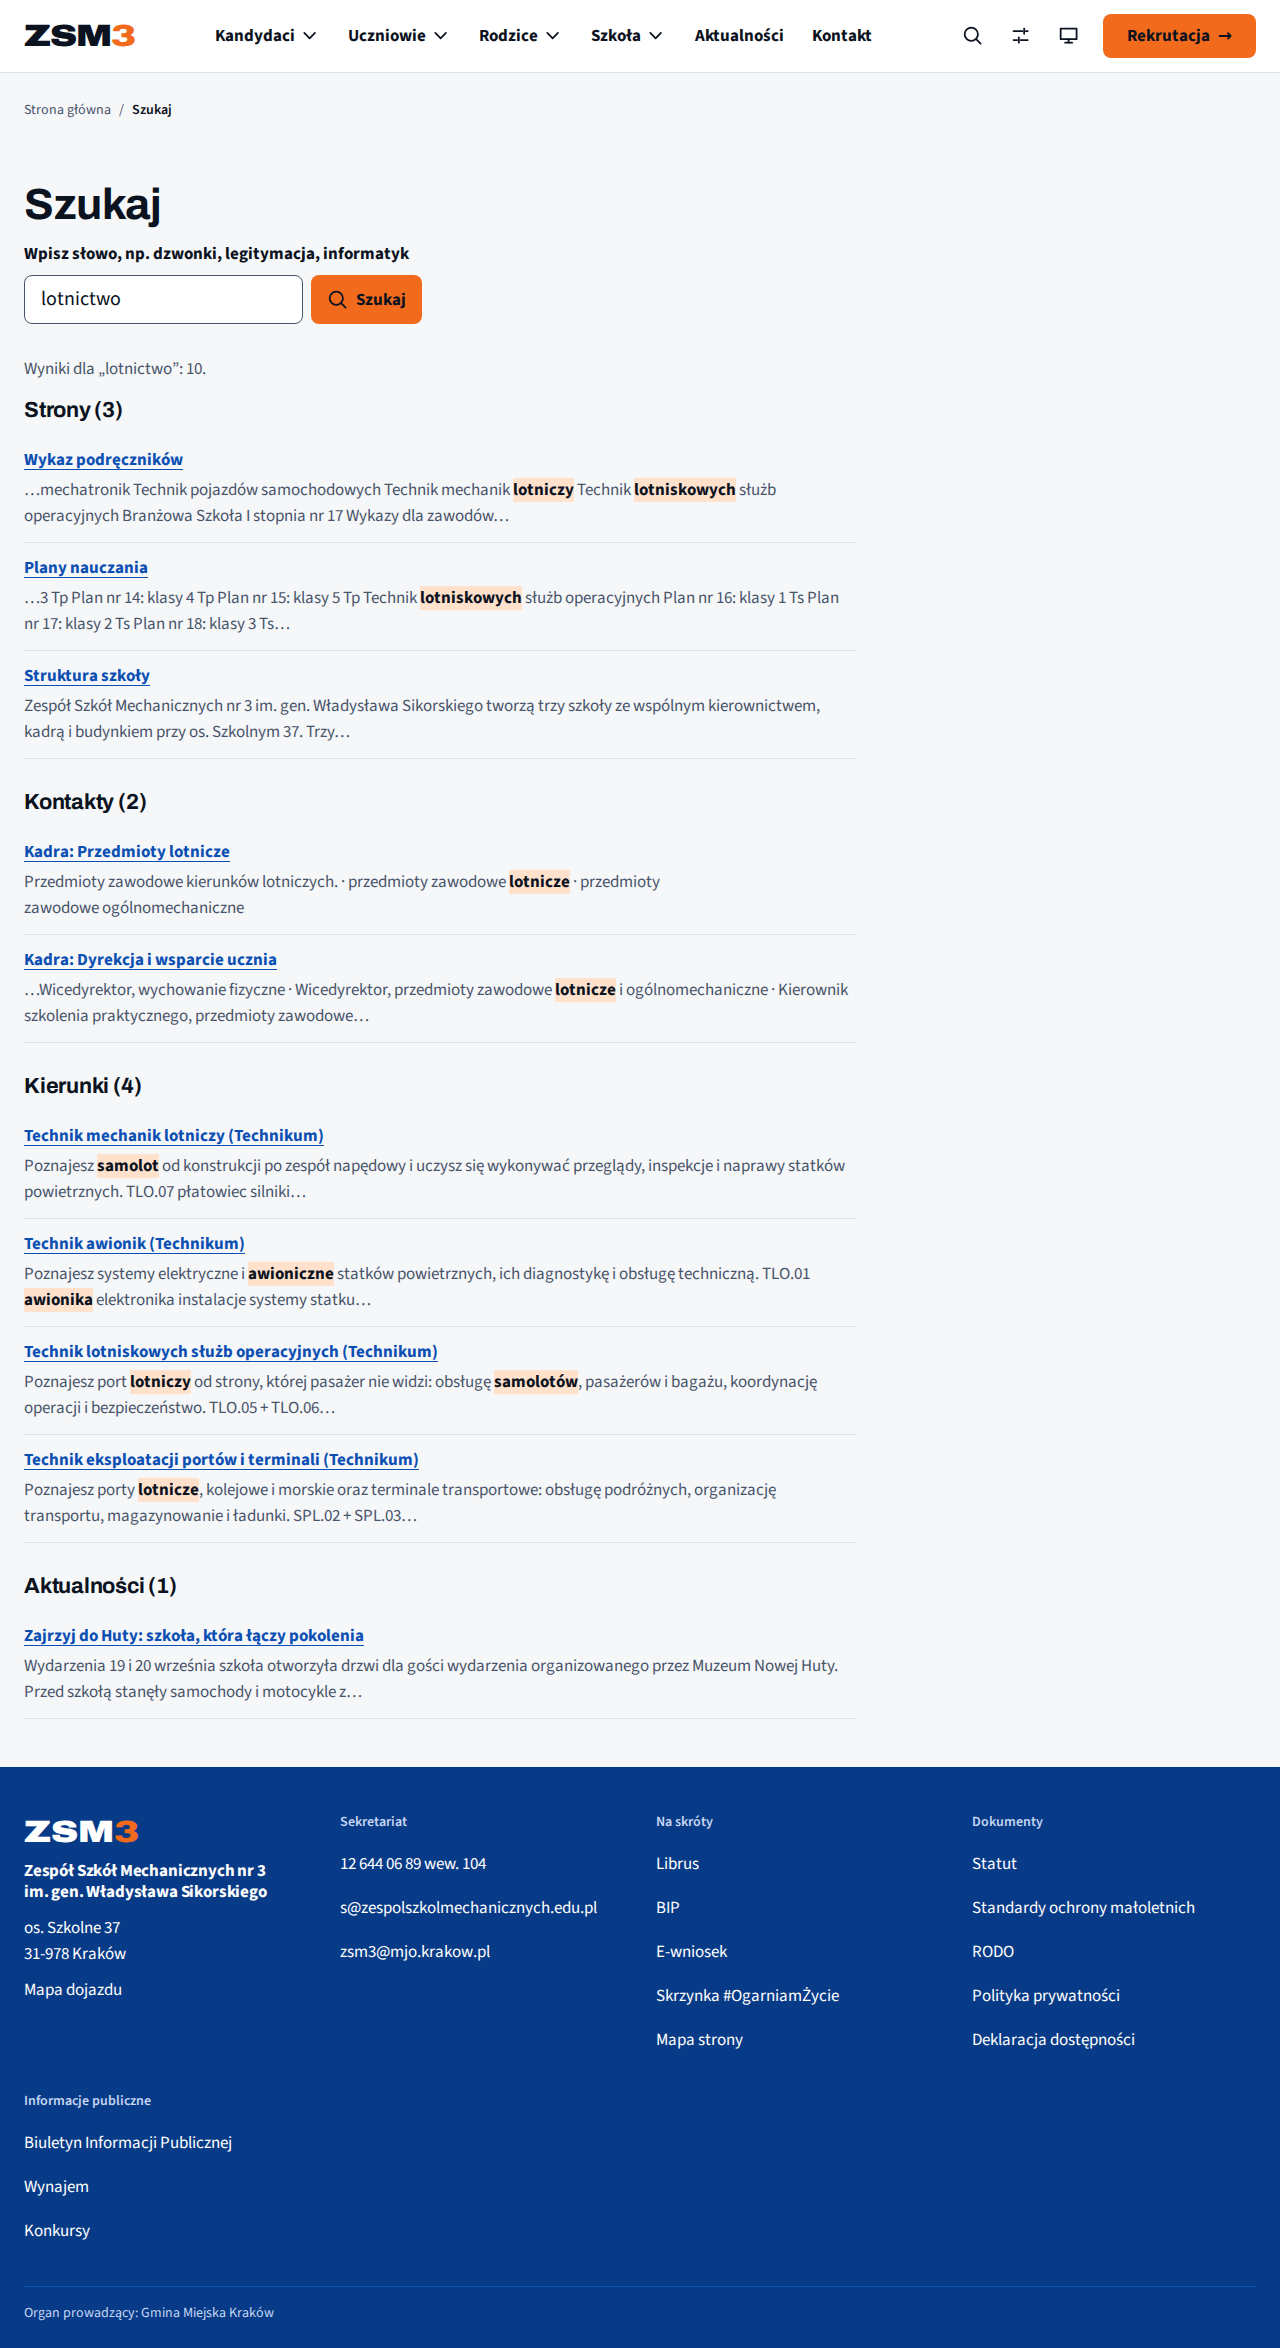 ZSM3 Kandydaci Uczniowie Rodzice Szkoła Aktualności Kontakt Rekrutacja →
Strona główna / Szukaj
Szukaj
Wpisz słowo, np. dzwonki, legitymacja, informatyk
lotnictwo Szukaj
Wyniki dla „lotnictwo”: 10.
Strony (3)
Wykaz podręczników
…mechatronik Technik pojazdów samochodowych Technik mechanik lotniczy Technik lotniskowych służb
operacyjnych Branżowa Szkoła I stopnia nr 17 Wykazy dla zawodów…
Plany nauczania
…3 Tp Plan nr 14: klasy 4 Tp Plan nr 15: klasy 5 Tp Technik lotniskowych służb operacyjnych Plan nr 16: klasy 1 Ts Plan
nr 17: klasy 2 Ts Plan nr 18: klasy 3 Ts…
Struktura szkoły
Zespół Szkół Mechanicznych nr 3 im. gen. Władysława Sikorskiego tworzą trzy szkoły ze wspólnym kierownictwem,
kadrą i budynkiem przy os. Szkolnym 37. Trzy…
Kontakty (2)
Kadra: Przedmioty lotnicze
Przedmioty zawodowe kierunków lotniczych. · przedmioty zawodowe lotnicze · przedmioty
zawodowe ogólnomechaniczne
Kadra: Dyrekcja i wsparcie ucznia
…Wicedyrektor, wychowanie fizyczne · Wicedyrektor, przedmioty zawodowe lotnicze i ogólnomechaniczne · Kierownik
szkolenia praktycznego, przedmioty zawodowe…
Kierunki (4)
Technik mechanik lotniczy (Technikum)
Poznajesz samolot od konstrukcji po zespół napędowy i uczysz się wykonywać przeglądy, inspekcje i naprawy statków
powietrznych. TLO.07 płatowiec silniki…
Technik awionik (Technikum)
Poznajesz systemy elektryczne i awioniczne statków powietrznych, ich diagnostykę i obsługę techniczną. TLO.01
awionika elektronika instalacje systemy statku…
Technik lotniskowych służb operacyjnych (Technikum)
Poznajesz port lotniczy od strony, której pasażer nie widzi: obsługę samolotów, pasażerów i bagażu, koordynację
operacji i bezpieczeństwo. TLO.05 + TLO.06…
Technik eksploatacji portów i terminali (Technikum)
Poznajesz porty lotnicze, kolejowe i morskie oraz terminale transportowe: obsługę podróżnych, organizację
transportu, magazynowanie i ładunki. SPL.02 + SPL.03…
Aktualności (1)
Zajrzyj do Huty: szkoła, która łączy pokolenia
Wydarzenia 19 i 20 września szkoła otworzyła drzwi dla gości wydarzenia organizowanego przez Muzeum Nowej Huty.
Przed szkołą stanęły samochody i motocykle z…
ZSM3
Zespół Szkół Mechanicznych nr 3
im. gen. Władysława Sikorskiego
os. Szkolne 37
31-978 Kraków
Mapa dojazdu
Sekretariat
12 644 06 89 wew. 104
s@zespolszkolmechanicznych.edu.pl
zsm3@mjo.krakow.pl
Na skróty
Librus
BIP
E-wniosek
Skrzynka #OgarniamŻycie
Mapa strony
Dokumenty
Statut
Standardy ochrony małoletnich
RODO
Polityka prywatności
Deklaracja dostępności
Informacje publiczne
Biuletyn Informacji Publicznej
Wynajem
Konkursy
Organ prowadzący: Gmina Miejska Kraków